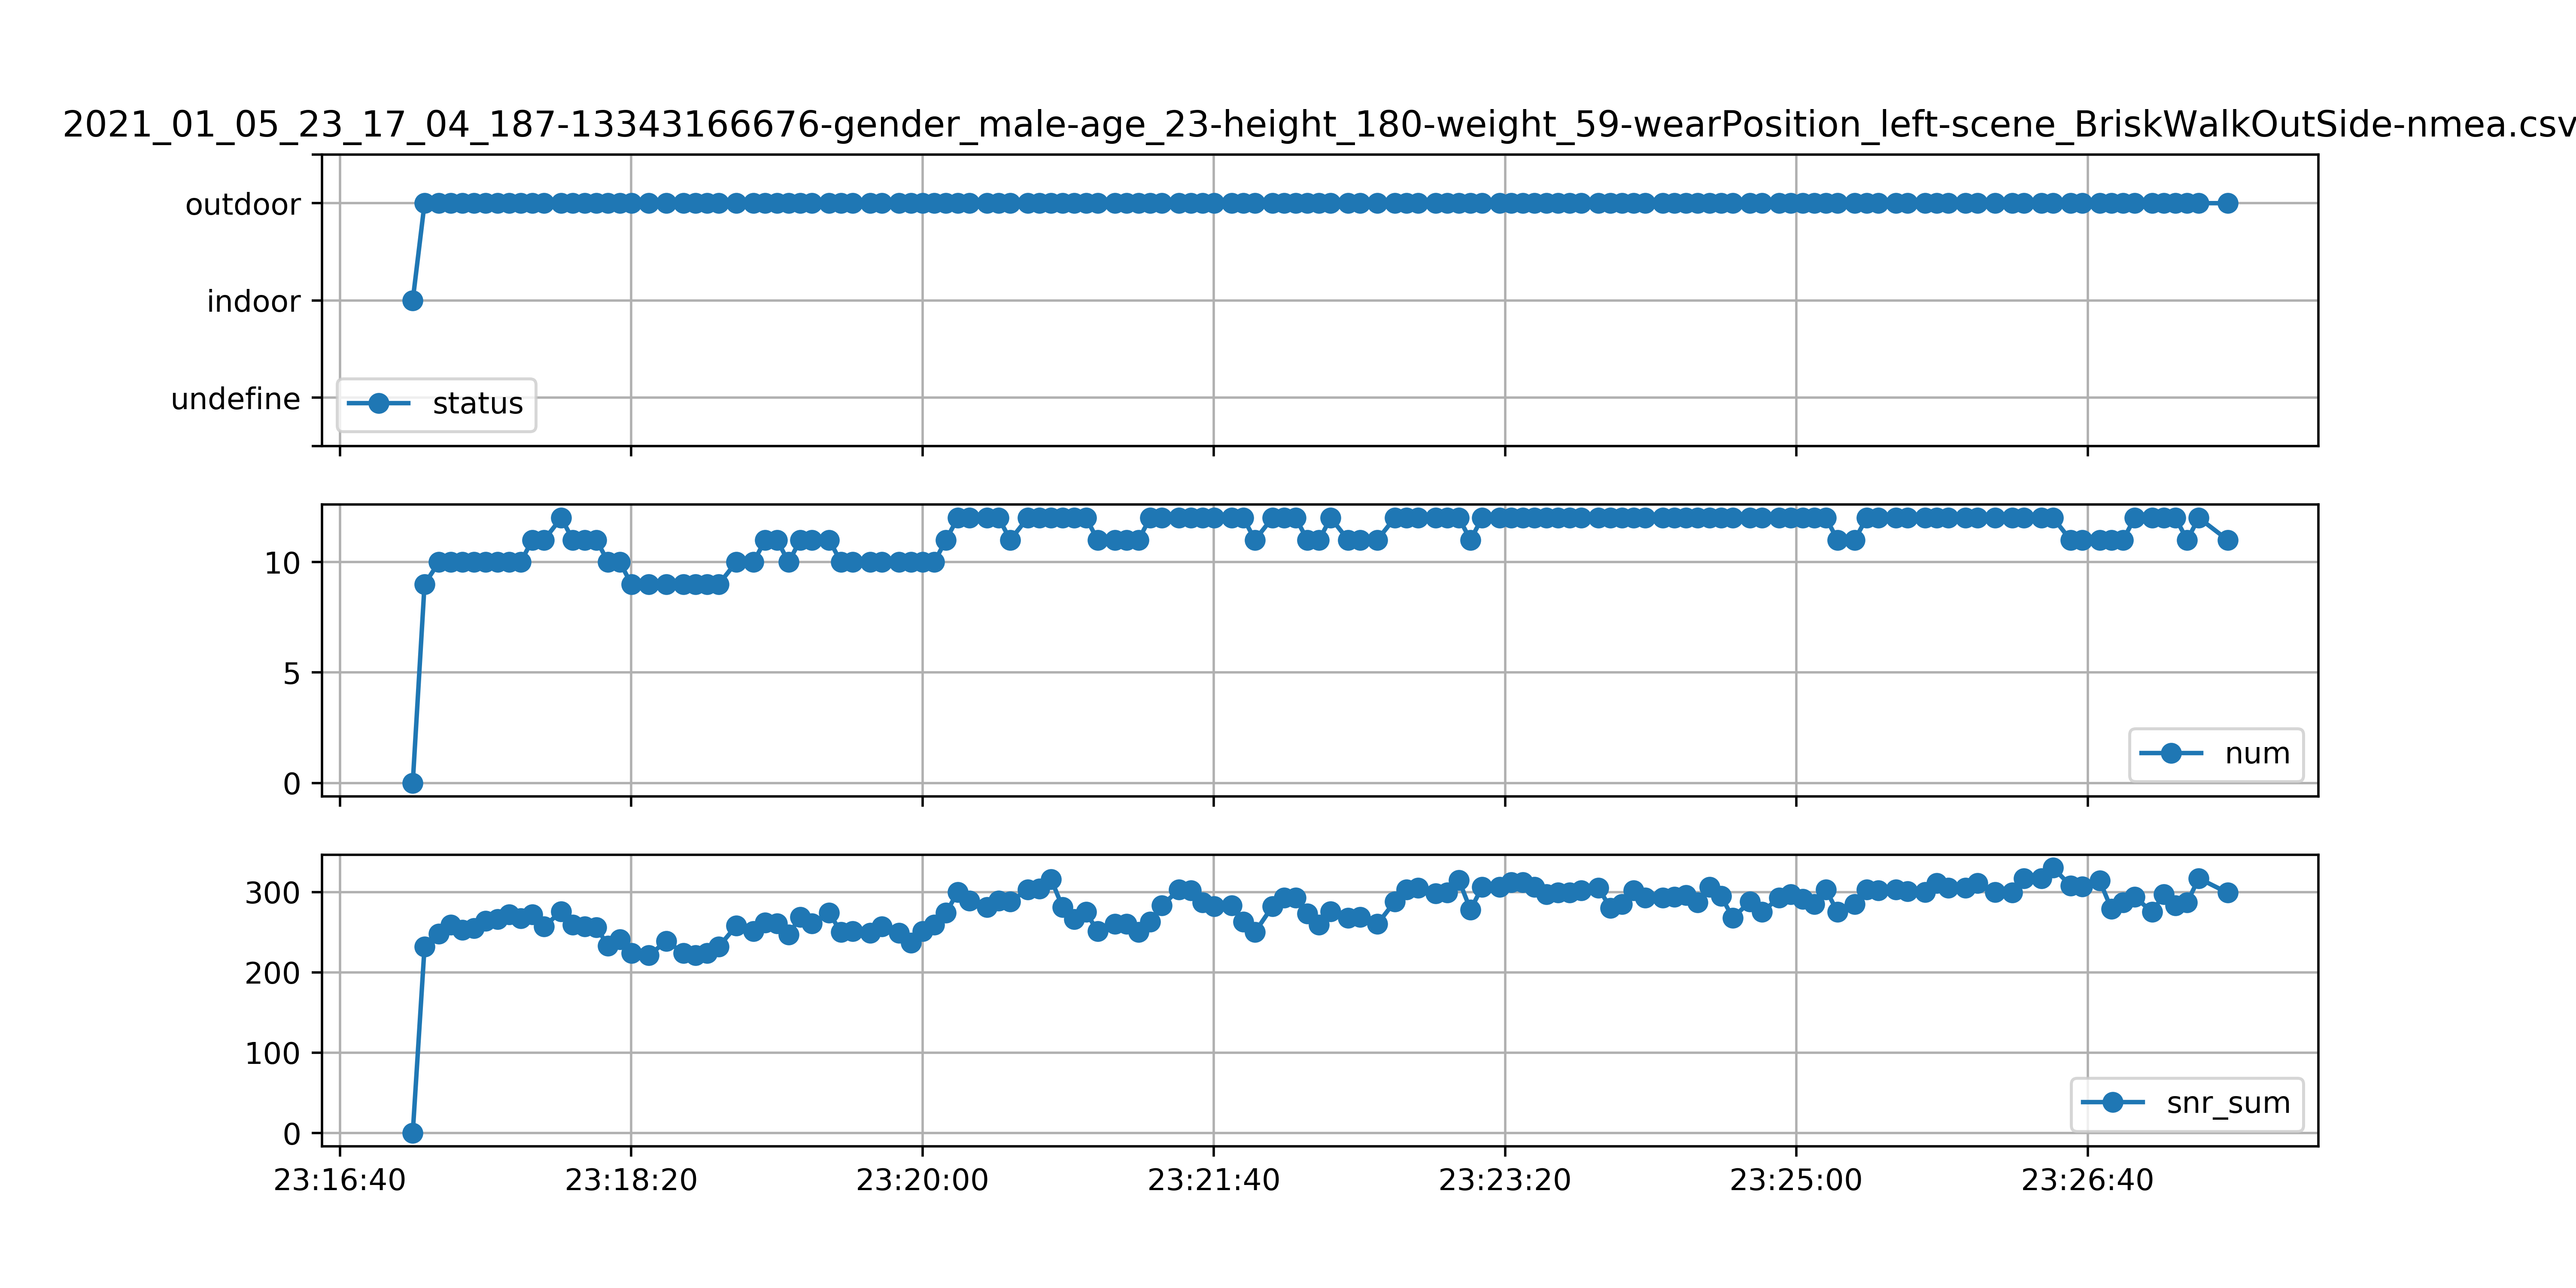 2021_01_05_23_17_04_187-13343166676-gender_male-age_23-height_180-weight_59-wearPosition_left-scene_BriskWalkOutSide-nmea.csv
outdoor
indoor
undefine
status
10
5
0
num
300
200
100
0
snr_sum
23:16:40 23:18:20 23:20:00 23:21:40 23:23:20 23:25:00 23:26:40